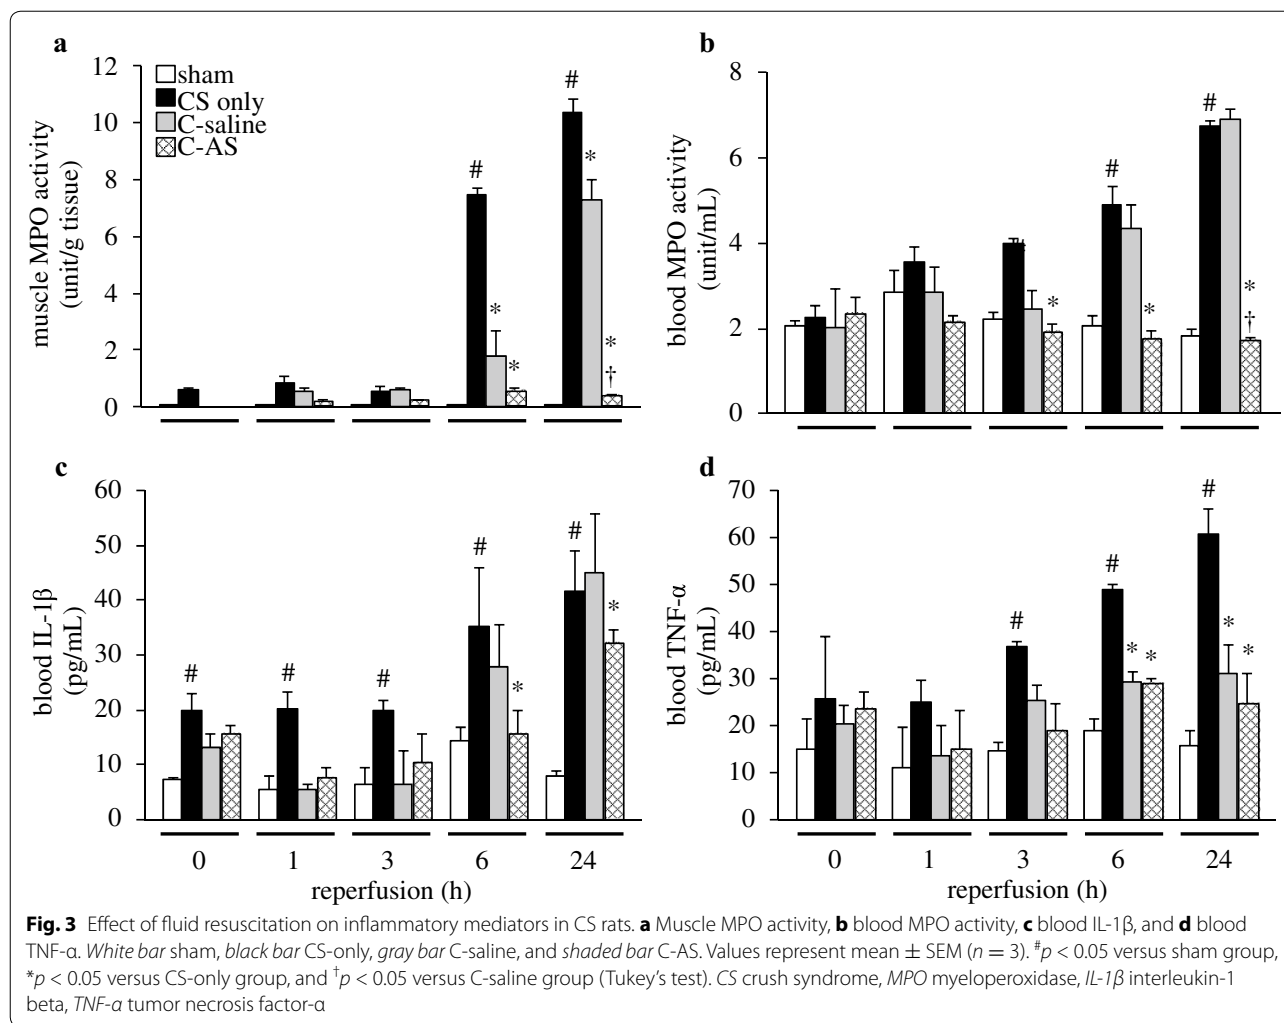 a
muscle MPO activity
(unit/g tissue)
12
10
8
6
4
2
0
sham
CS only
C-saline
C-AS
#
*
*
#
*
*
†
b
blood MPO activity
(unit/mL)
8
6
4
2
0
*
#
*
#
*
†
c
blood IL-1β
(pg/mL)
60
50
40
30
20
10
0
#
#
#
#
*
#
*
0 1 3 6 24
reperfusion (h)
d
blood TNF-α
(pg/mL)
70
60
50
40
30
20
10
0
#
#
*
*
#
*
*
0 1 3 6 24
reperfusion (h)
Fig. 3 Effect of fluid resuscitation on inflammatory mediators in CS rats. a Muscle MPO activity, b blood MPO activity, c blood IL-1β, and d blood
TNF-α. White bar sham, black bar CS-only, gray bar C-saline, and shaded bar C-AS. Values represent mean ± SEM (n = 3). #p < 0.05 versus sham group,
*p < 0.05 versus CS-only group, and †p < 0.05 versus C-saline group (Tukey's test). CS crush syndrome, MPO myeloperoxidase, IL-1β interleukin-1
beta, TNF-α tumor necrosis factor-α